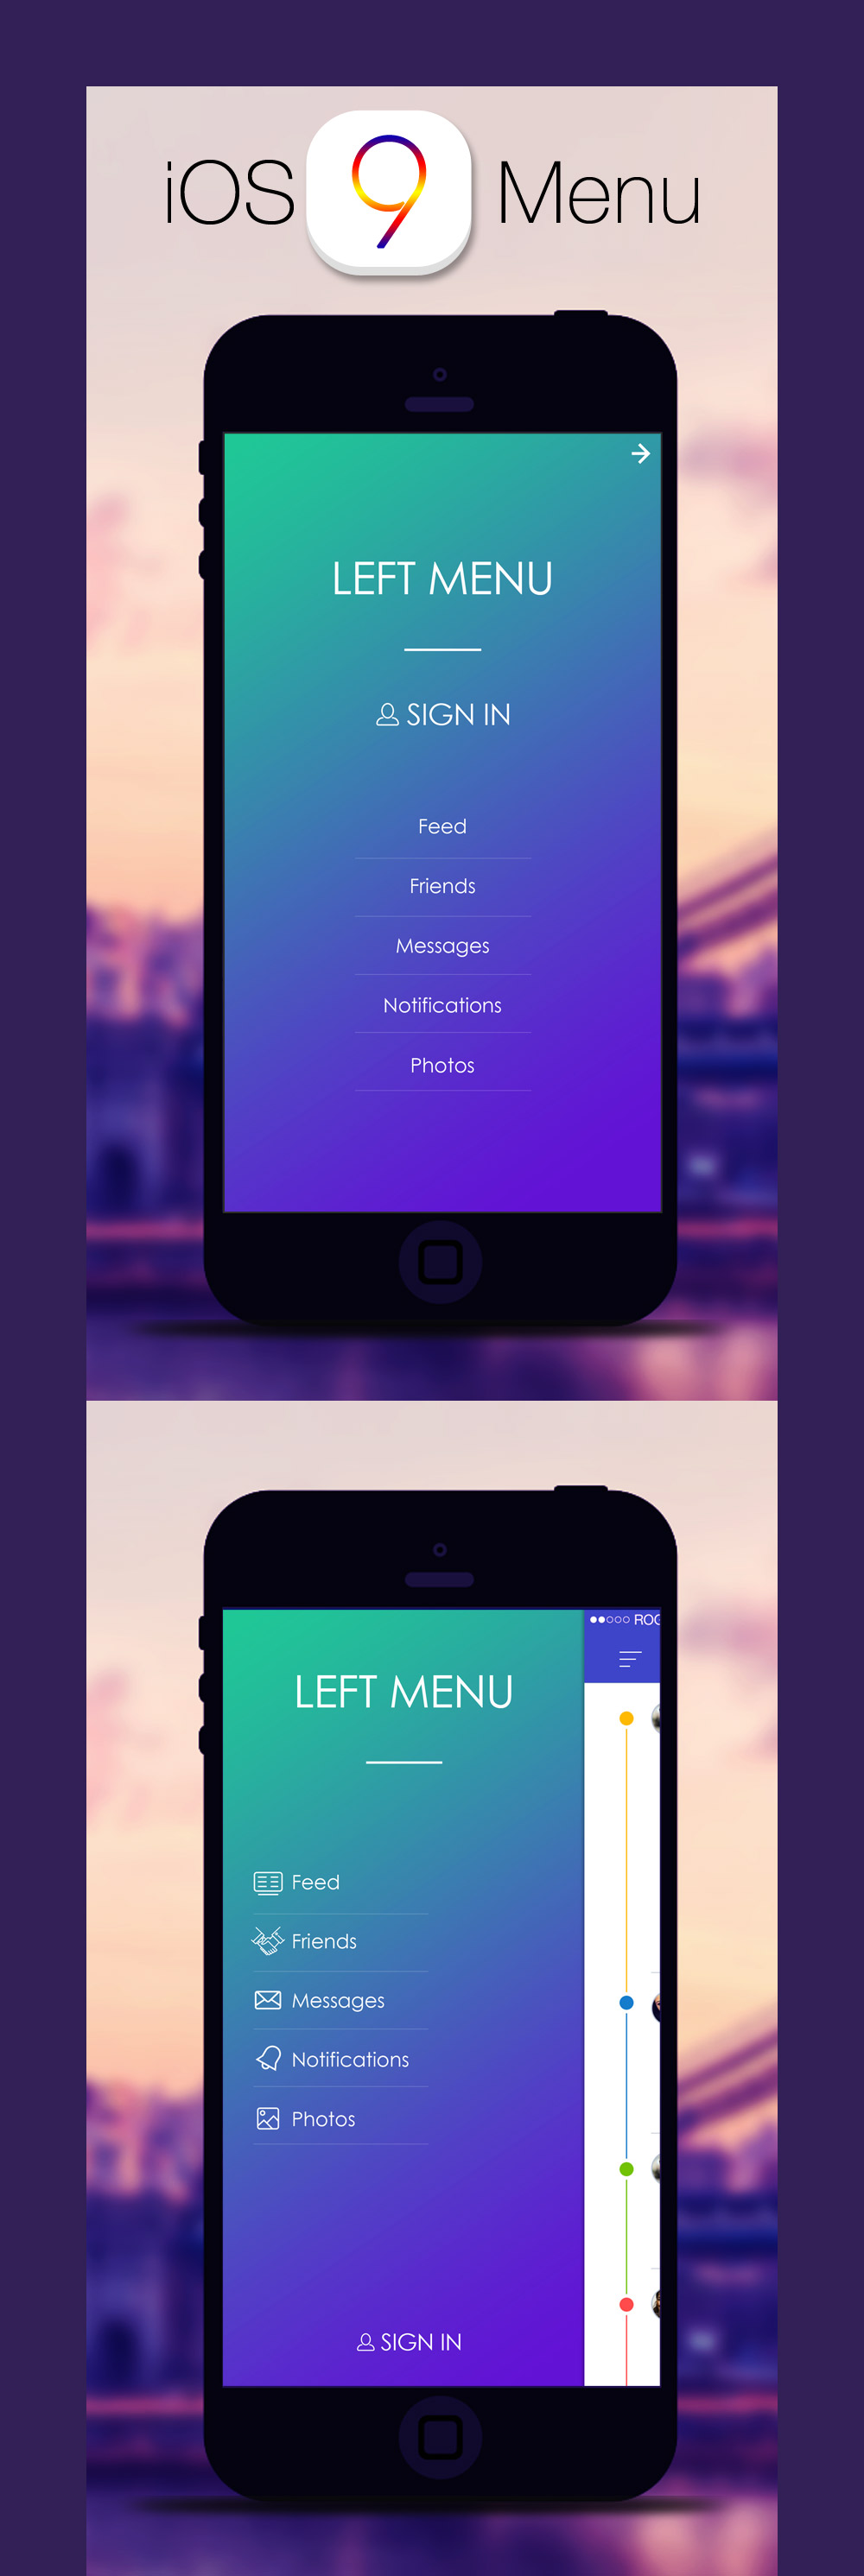 iOS 9 Menu
LEFT MENU
SIGN IN
Feed
Friends
Messages
Notifications
Photos
LEFT MENU
Feed
Friends
Messages
Notifications
Photos
SIGN IN